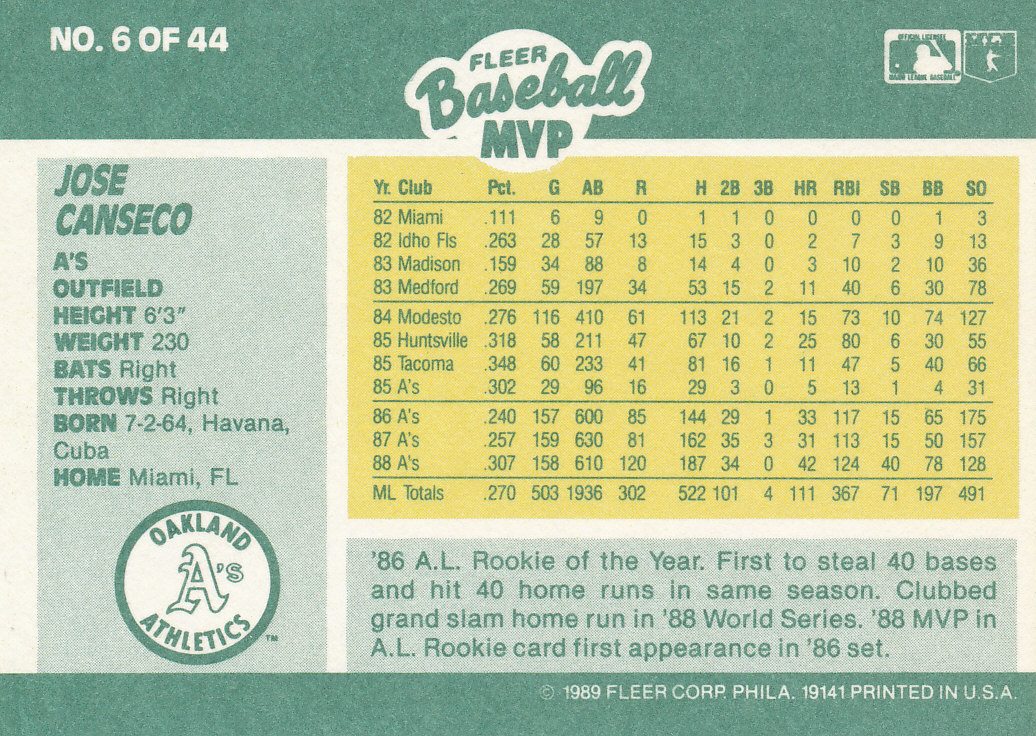 NO. 6 OF 44
FLEER
Baseball
MVP
OFFICIAL LICENSEE
MAJOR LEAGUE BASEBALL
JOSE
CANSECO
A'S
OUTFIELD
HEIGHT 6'3"
WEIGHT 230
BATS Right
THROWS Right
BORN 7-2-64, Havana,
Cuba
HOME Miami, FL
OAKLAND
A's
ATHLETICS
TM
Yr. Club Pct. G AB R H 2B 3B HR RBI SB BB SO
82 Miami .111 6 9 0 1 1 0 0 0 0 1 3
82 Idho Fls .263 28 57 13 15 3 0 2 7 3 9 13
83 Madison .159 34 88 8 14 4 0 3 10 2 10 36
83 Medford .269 59 197 34 53 15 2 11 40 6 30 78
84 Modesto .276 116 410 61 113 21 2 15 73 10 74 127
85 Huntsville .318 58 211 47 67 10 2 25 80 6 30 55
85 Tacoma .348 60 233 41 81 16 1 11 47 5 40 66
85 A's .302 29 96 16 29 3 0 5 13 1 4 31
86 A's .240 157 600 85 144 29 1 33 117 15 65 175
87 A's .257 159 630 81 162 35 3 31 113 15 50 157
88 A's .307 158 610 120 187 34 0 42 124 40 78 128
ML Totals .270 503 1936 302 522 101 4 111 367 71 197 491
'86 A.L. Rookie of the Year. First to steal 40 bases
and hit 40 home runs in same season. Clubbed
grand slam home run in '88 World Series. '88 MVP in
A.L. Rookie card first appearance in '86 set.
© 1989 FLEER CORP. PHILA. 19141 PRINTED IN U.S.A.